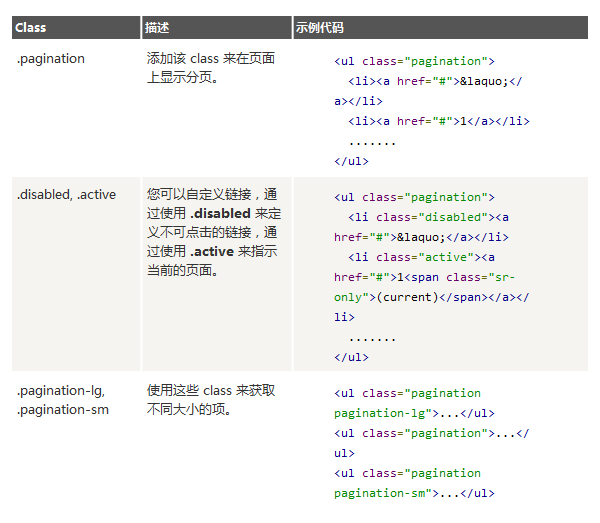 Class 描述 示例代码
.pagination
添加该 class 来在页面
上显示分页。
<ul class="pagination">
<li><a href="#">&laquo;</
a></li>
<li><a href="#">1</a></li>
.......
</ul>
.disabled, .active
您可以自定义链接，通
过使用 .disabled 来定
义不可点击的链接，通
过使用 .active 来指示
当前的页面。
<ul class="pagination">
<li class="disabled"><a
href="#">&laquo;</a></li>
<li class="active"><a
href="#">1<span class="sr-
only">(current)</span></a></
li>
.......
</ul>
.pagination-lg,
.pagination-sm
使用这些 class 来获取
不同大小的项。
<ul class="pagination
pagination-lg">...</ul>
<ul class="pagination">...</
ul>
<ul class="pagination
pagination-sm">...</ul>